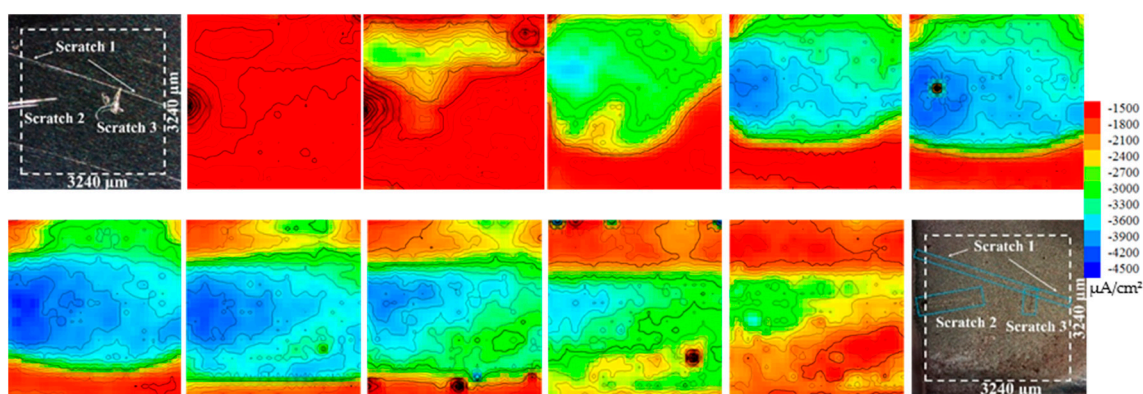 Scratch 1
Scratch 2
Scratch 3
3240 µm
3240 µm
-1500
-1800
-2100
-2400
-2700
-3000
-3300
-3600
-3900
-4200
-4500
µA/cm²
Scratch 1
Scratch 2
Scratch 3
3240 µm
3240 µm